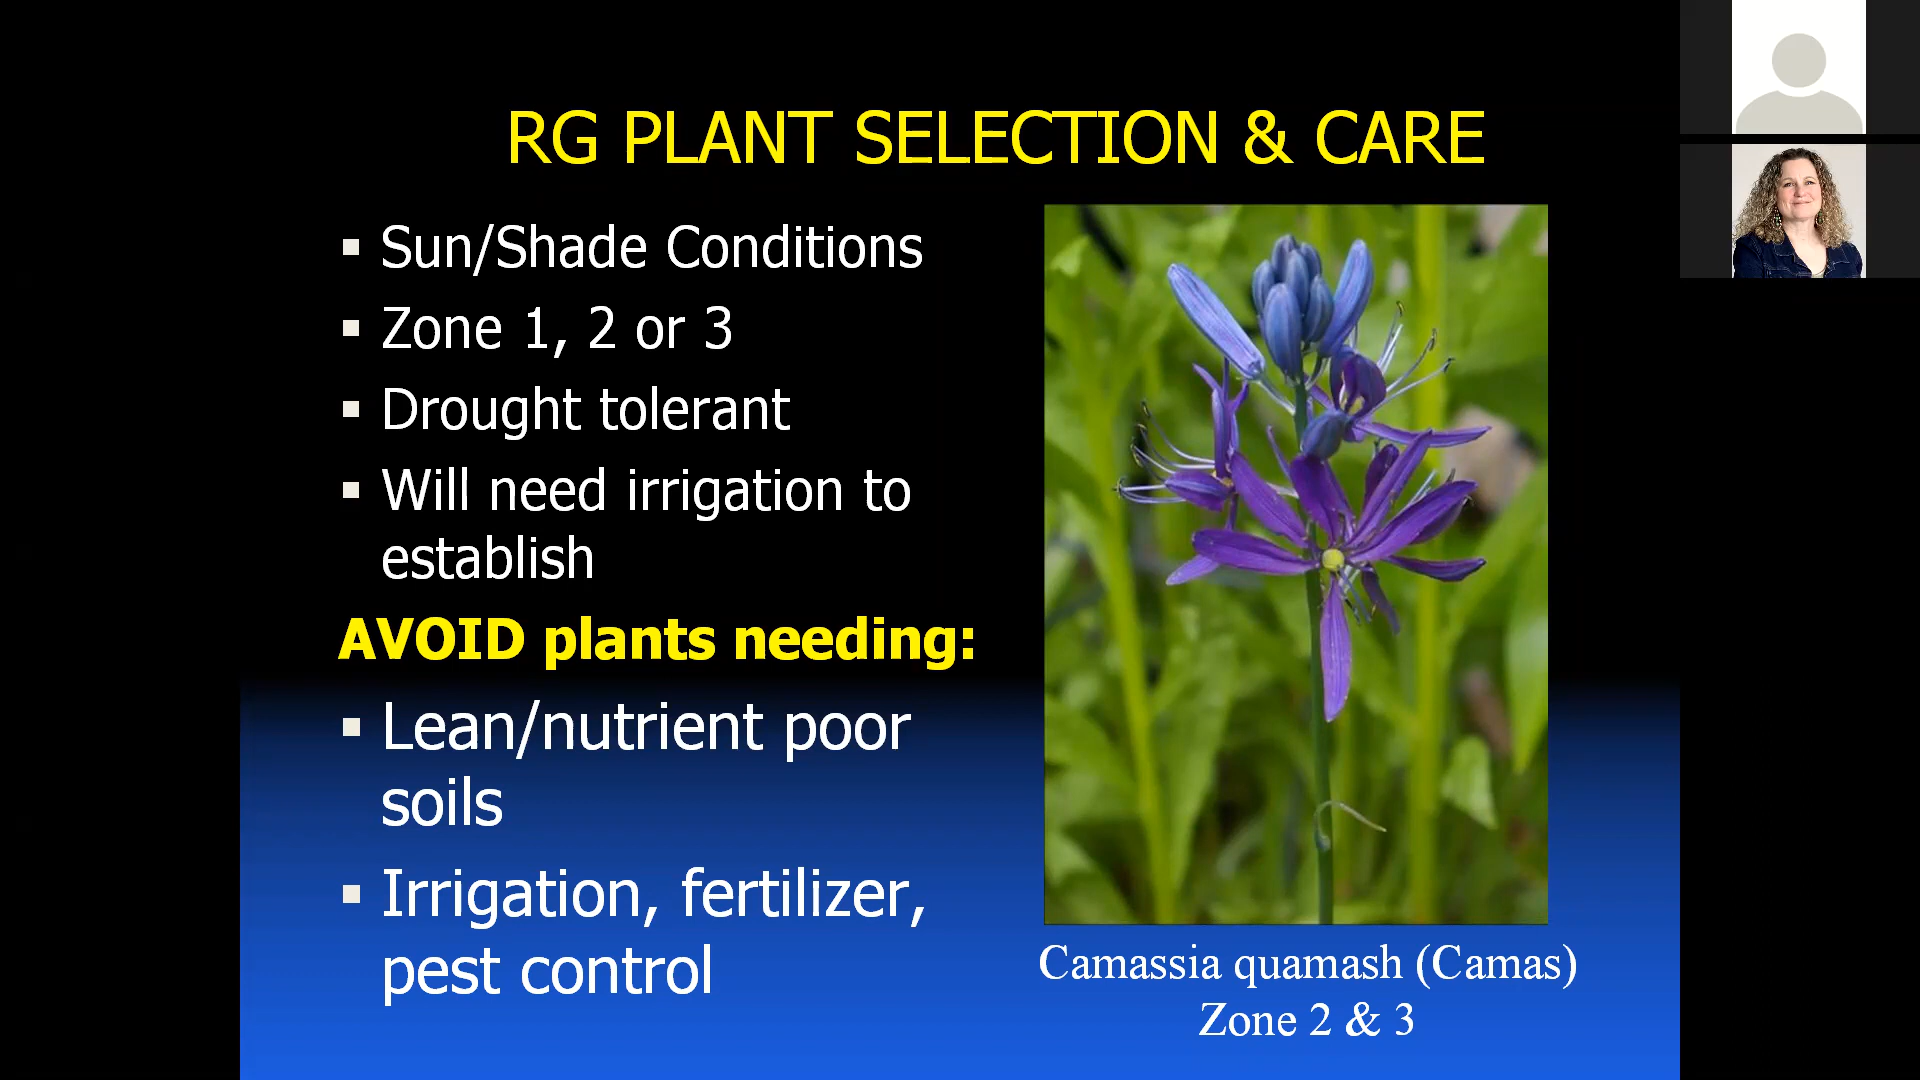 RG PLANT SELECTION & CARE
▪ Sun/Shade Conditions
▪ Zone 1, 2 or 3
▪ Drought tolerant
▪ Will need irrigation to
establish
AVOID plants needing:
▪ Lean/nutrient poor
soils
▪ Irrigation, fertilizer,
pest control
Camassia quamash (Camas)
Zone 2 & 3